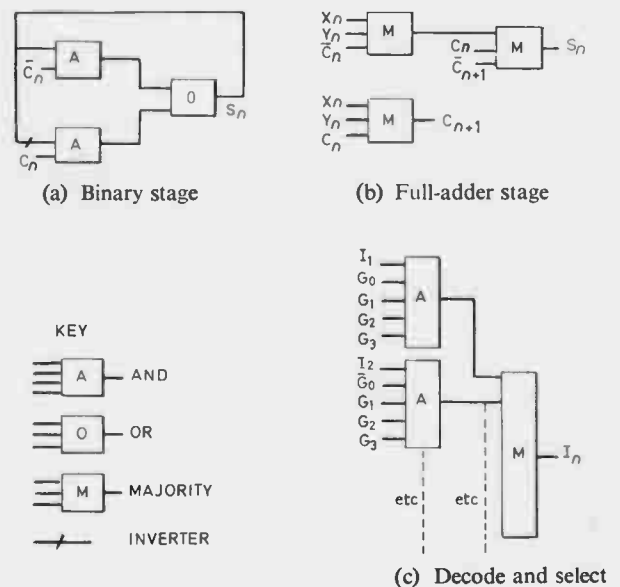 A
C̄n
A
Cn
O
Sn
(a) Binary stage
Xn
Yn
C̄n
M
Cn
C̄n+1
M
Sn
Xn
Yn
Cn
M
Cn+1
(b) Full-adder stage
KEY
A AND
O OR
M MAJORITY
INVERTER
I1
G0
G1
G2
G3
A
I2
Ḡ0
G1
G2
G3
A
M
In
etc
etc
(c) Decode and select